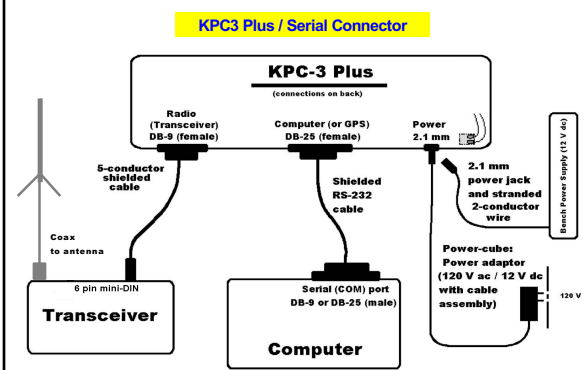 KPC3 Plus / Serial Connector
KPC-3 Plus
(connections on back)
Radio
(Transceiver)
DB-9 (female)
Computer (or GPS)
DB-25 (female)
Power
2.1 mm
5-conductor
shielded
cable
Shielded
RS-232
cable
2.1 mm
power jack
and stranded
2-conductor
wire
Bench Power Supply (12 V dc)
Coax
to antenna
Power-cube:
Power adaptor
(120 V ac / 12 V dc
with cable
assembly)
120 V
6 pin mini-DIN
Transceiver
Serial (COM) port
DB-9 or DB-25 (male)
Computer